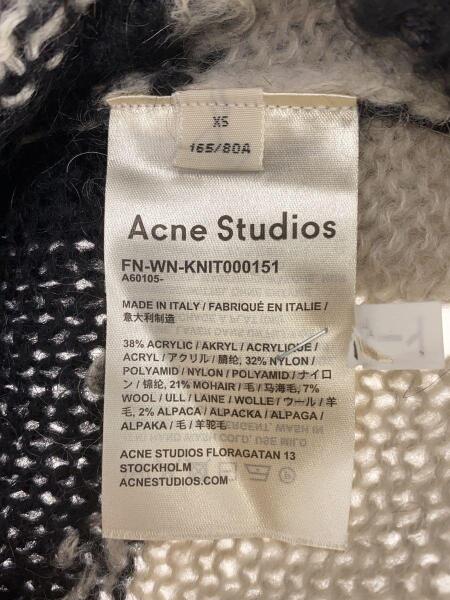 XS
165/80A
Acne Studios
FN-WN-KNIT000151
A60105-
MADE IN ITALY / FABRIQUÉ EN ITALIE /
意大利制造
38% ACRYLIC / AKRYL / ACRYLIQUE /
ACRYL / アクリル / 腈纶, 32% NYLON /
POLYAMID / NYLON / POLYAMID / ナイロ
ン / 锦纶, 21% MOHAIR / 毛 / 马海毛, 7%
WOOL / ULL / LAINE / WOLLE / ウール / 羊
毛, 2% ALPACA / ALPACKA / ALPAGA /
ALPAKA / 毛 / 羊驼毛
ACNE STUDIOS FLORAGATAN 13
STOCKHOLM
ACNESTUDIOS.COM